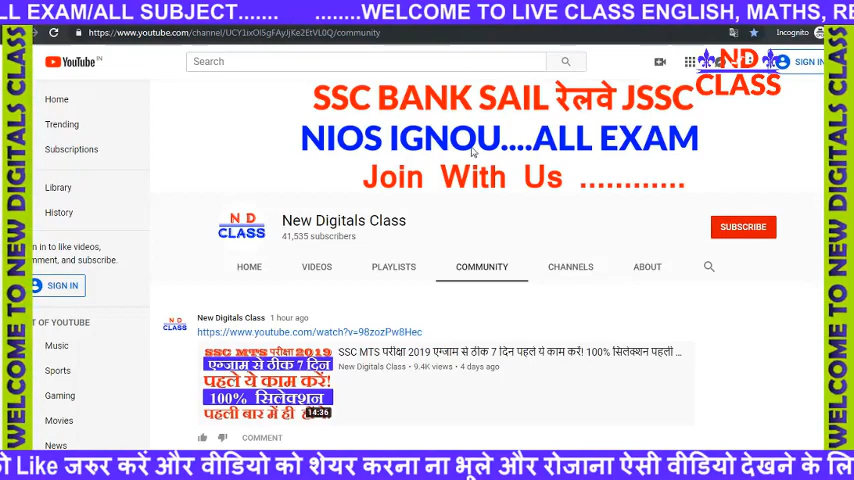 LL EXAM/ALL SUBJECT....... .......WELCOME TO LIVE CLASS ENGLISH, MATHS, RE
https://www.youtube.com/channel/UCY1ixOlSgFAyJjKe2EtVL0Q/community
Incognito
YouTube IN
Search
SIGN IN
ND
CLASS
SSC BANK SAIL रेलवे JSSC
NIOS IGNOU....ALL EXAM
Join With Us ............
Home
Trending
Subscriptions
Library
History
n in to like videos,
mment, and subscribe.
SIGN IN
T OF YOUTUBE
Music
Sports
Gaming
Movies
News
N D
CLASS
New Digitals Class
41,535 subscribers
SUBSCRIBE
HOME VIDEOS PLAYLISTS COMMUNITY CHANNELS ABOUT
N D
CLASS
New Digitals Class 1 hour ago
https://www.youtube.com/watch?v=98zozPw8Hec
SSC MTS परीक्षा 2019
एग्जाम से ठीक 7 दिन
पहले ये काम करें!
100% सिलेक्शन
पहली बार में ही
14:36
SSC MTS परीक्षा 2019 एग्जाम से ठीक 7 दिन पहले ये काम करें! 100% सिलेक्शन पहली ...
New Digitals Class • 9.4K views • 4 days ago
COMMENT
WELCOME TO NEW DIGITALS CLASS
WELCOME TO NEW DIGITALS CLASS
को Like जरुर करें और वीडियो को शेयर करना ना भूले और रोजाना ऐसी वीडियो देखने के लि